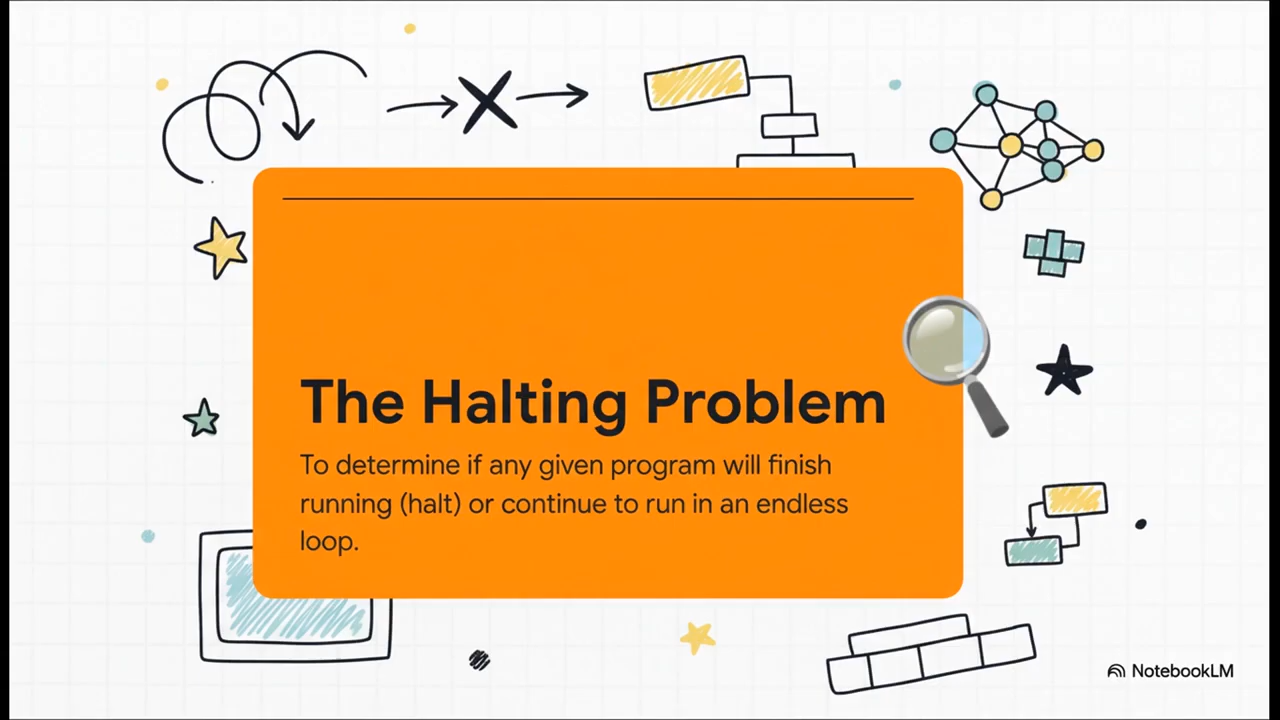 The Halting Problem
To determine if any given program will finish
running (halt) or continue to run in an endless
loop.
NotebookLM